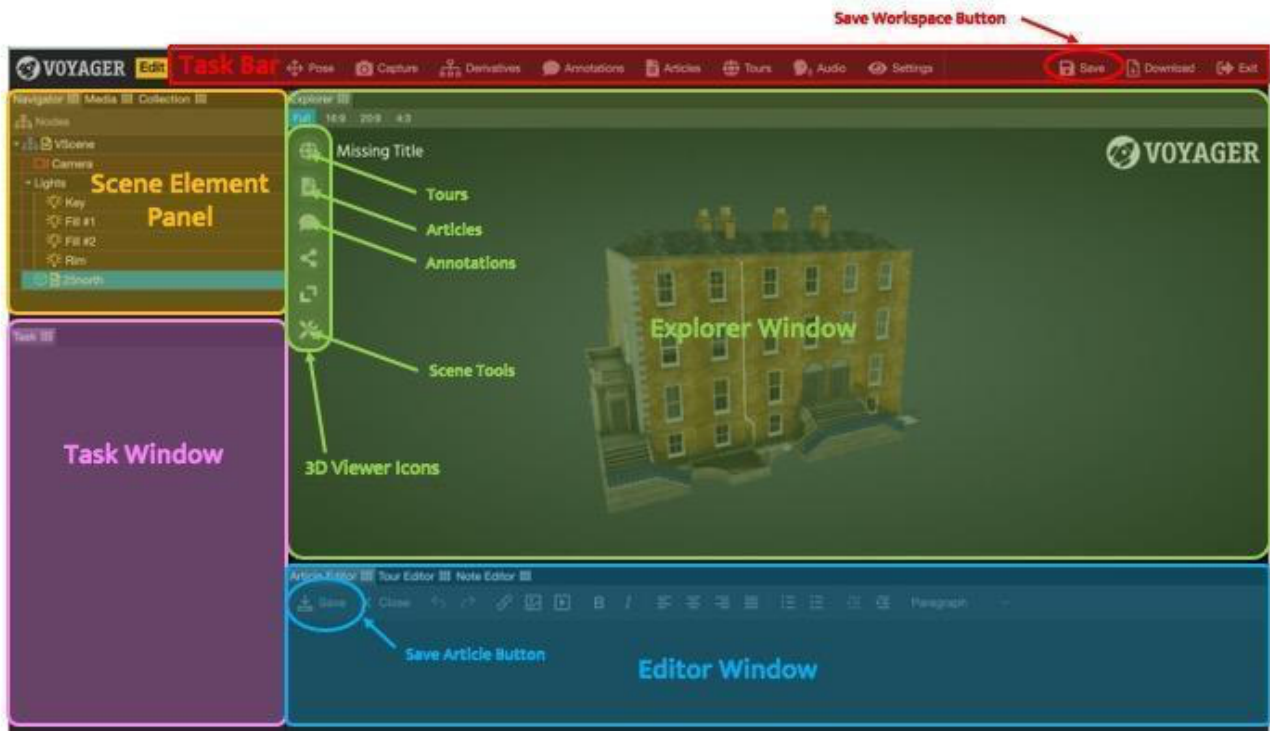 Save Workspace Button
VOYAGER Edit Task Bar Pose Capture Derivatives Annotations Articles Tours Audio Settings Save Download Exit
Navigator Media Collection
Explorer
Nodes
Full 16:9 20:9 4:3
VScene
Camera
Lights
Key
Fill #1
Fill #2
Rim
25north
Scene Element
Panel
Missing Title
VOYAGER
Tours
Articles
Annotations
Explorer Window
Scene Tools
3D Viewer Icons
Task
Task Window
Article Editor Tour Editor Note Editor
Save Close B I Paragraph
Save Article Button
Editor Window